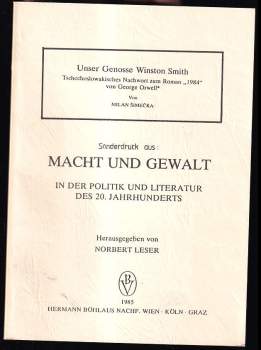 Unser Genosse Winston Smith
Tschechoslowakisches Nachwort zum Roman „1984“
von George Orwell*
Von
MILAN ŠIMEČKA
Sonderdruck aus:
MACHT UND GEWALT
IN DER POLITIK UND LITERATUR
DES 20. JAHRHUNDERTS
Herausgegeben von
NORBERT LESER
BV
1985
HERMANN BÖHLAUS NACHF. WIEN · KÖLN · GRAZ